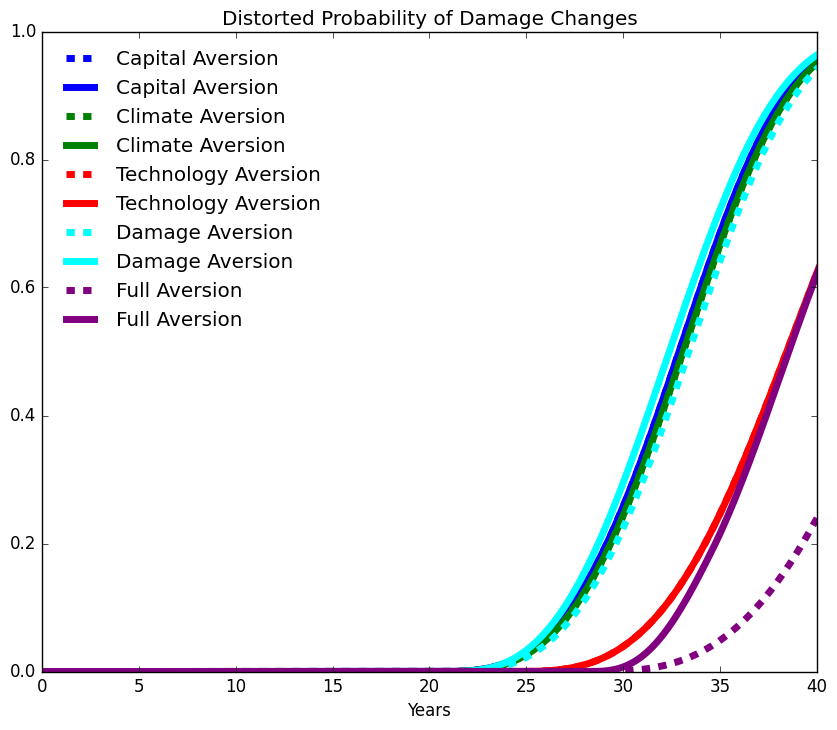 Distorted Probability of Damage Changes
1.0
0.8
0.6
0.4
0.2
0.0
Capital Aversion
Capital Aversion
Climate Aversion
Climate Aversion
Technology Aversion
Technology Aversion
Damage Aversion
Damage Aversion
Full Aversion
Full Aversion
0 5 10 15 20 25 30 35 40
Years